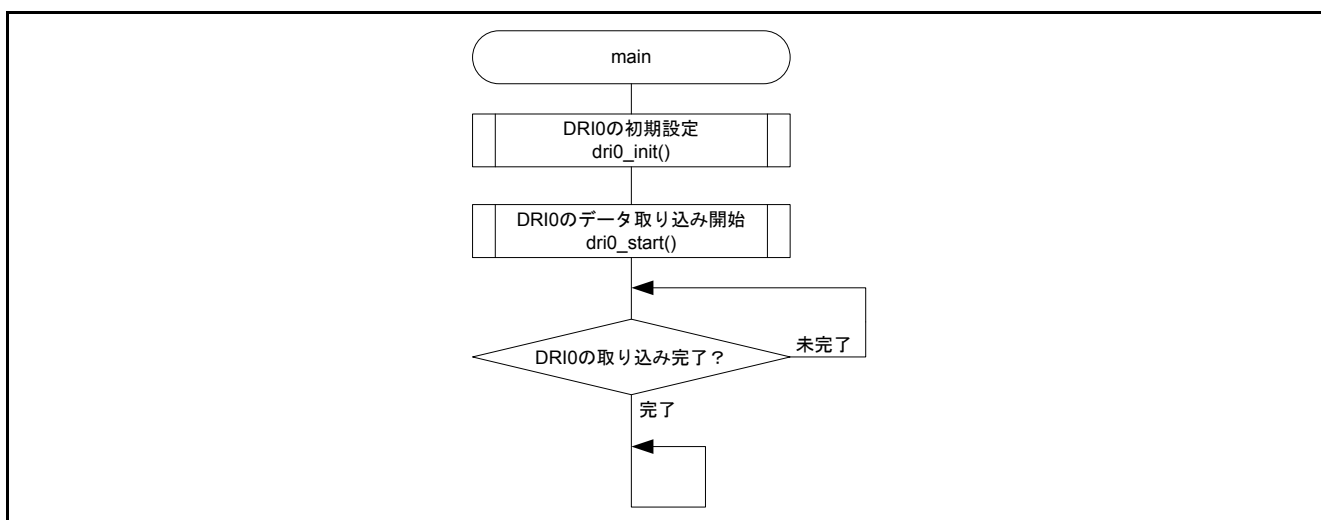 main
DRI0の初期設定
dri0_init()
DRI0のデータ取り込み開始
dri0_start()
DRI0の取り込み完了？
未完了
完了